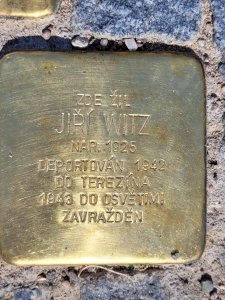 ZDE ŽIL
JIŘÍ WITZ
NAR. 1925
DEPORTOVÁN 1942
DO TEREZÍNA
1943 DO OSVĚTIMI
ZAVRAŽDĚN